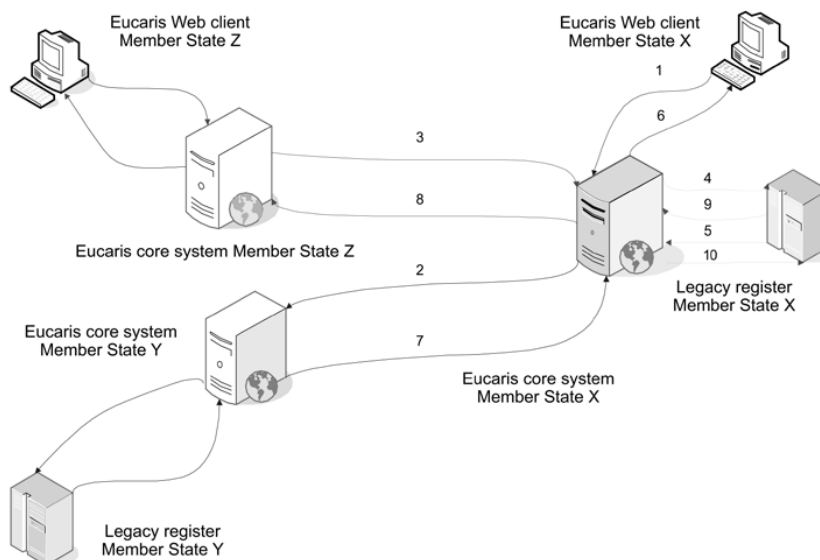 Eucaris Web client
Member State Z
Eucaris Web client
Member State X
1
6
3
4
9
8
5
10
Eucaris core system Member State Z
2
Legacy register
Member State X
Eucaris core system
Member State Y
7
Eucaris core system
Member State X
Legacy register
Member State Y